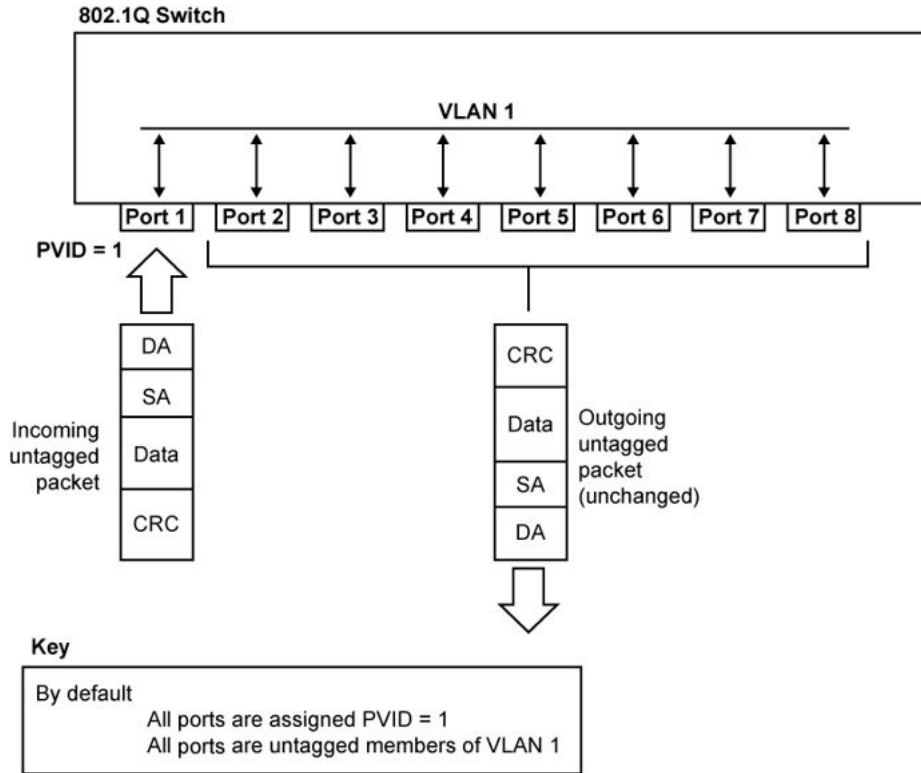 802.1Q Switch
VLAN 1
Port 1
Port 2
Port 3
Port 4
Port 5
Port 6
Port 7
Port 8
PVID = 1
Incoming
untagged
packet
DA
SA
Data
CRC
CRC
Data
SA
DA
Outgoing
untagged
packet
(unchanged)
Key
By default
All ports are assigned PVID = 1
All ports are untagged members of VLAN 1